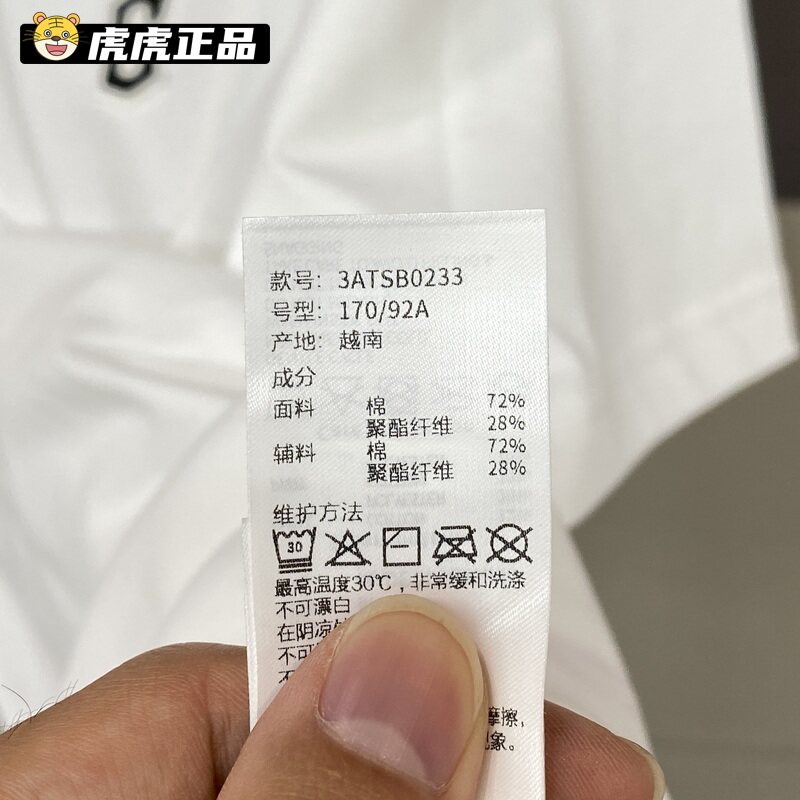 虎虎正品
款号: 3ATSB0233
号型: 170/92A
产地: 越南
成分
面料 棉 72%
聚酯纤维 28%
辅料 棉 72%
聚酯纤维 28%
维护方法
30
最高温度30℃,非常缓和洗涤
不可漂白
在阴凉
不可
摩擦,
象。